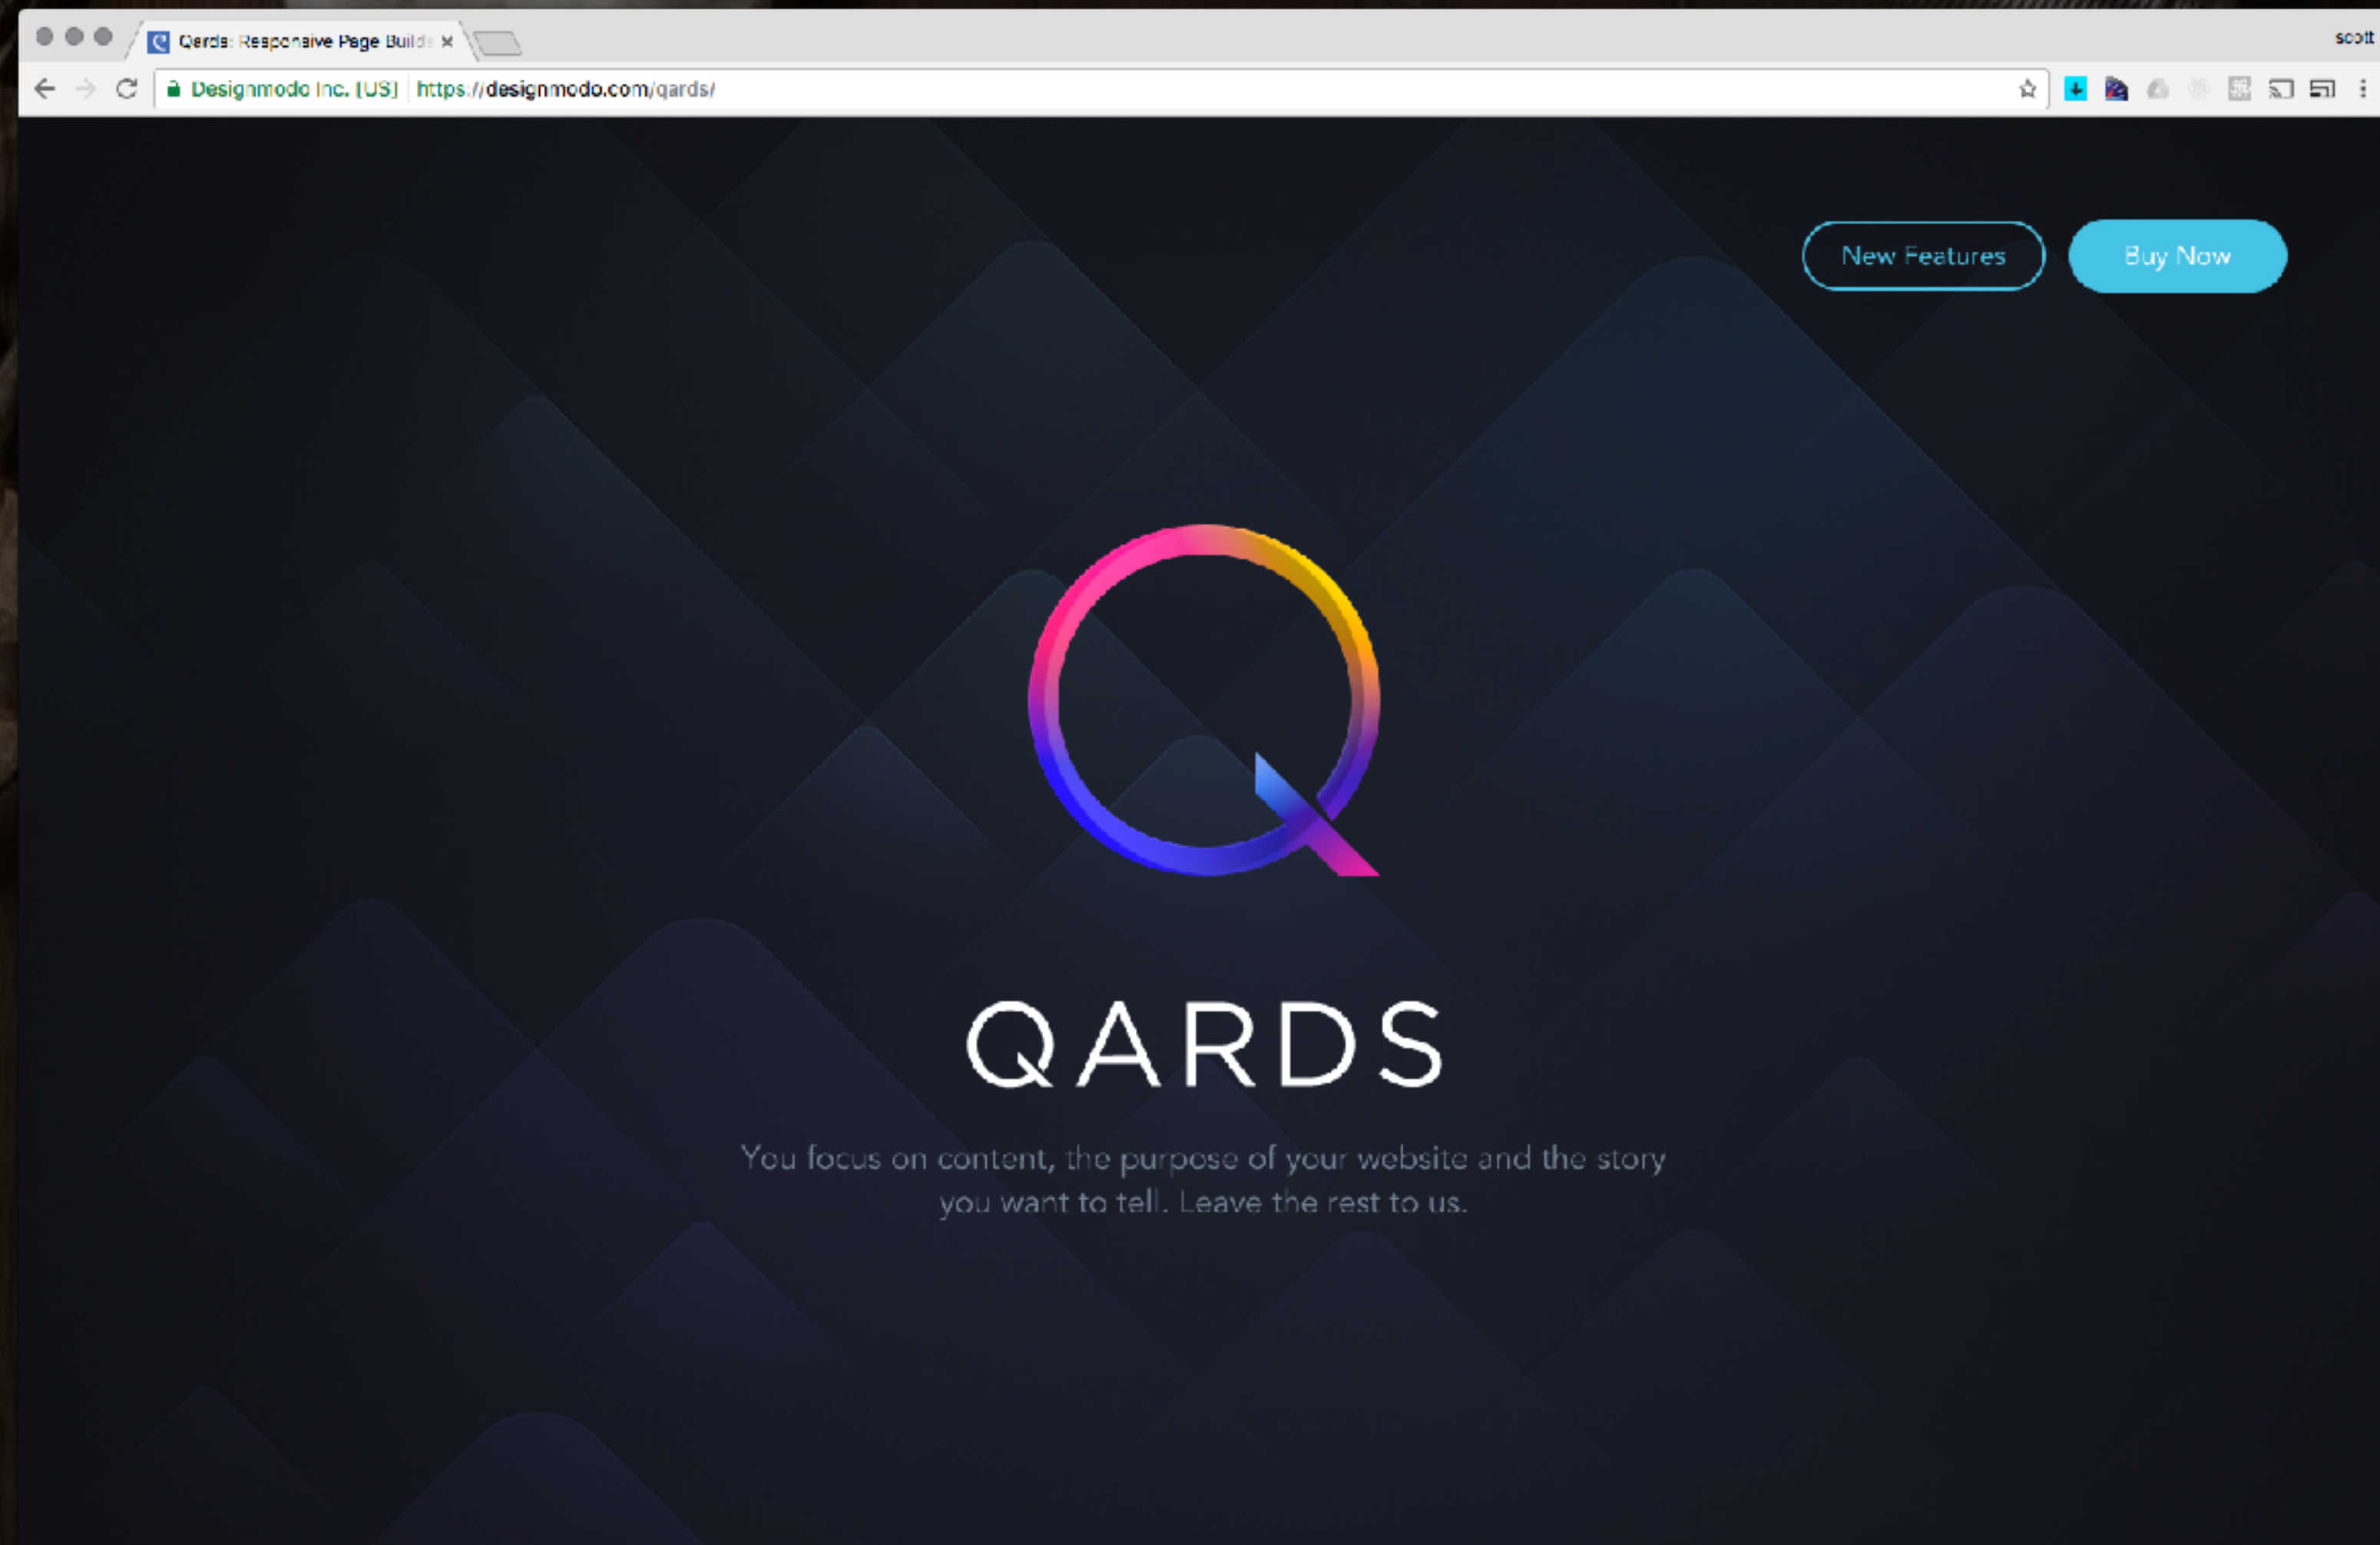 Qards: Responsive Page Build
scott
Designmodo Inc. [US] https://designmodo.com/qards/
New Features
Buy Now
QARDS
You focus on content, the purpose of your website and the story
you want to tell. Leave the rest to us.